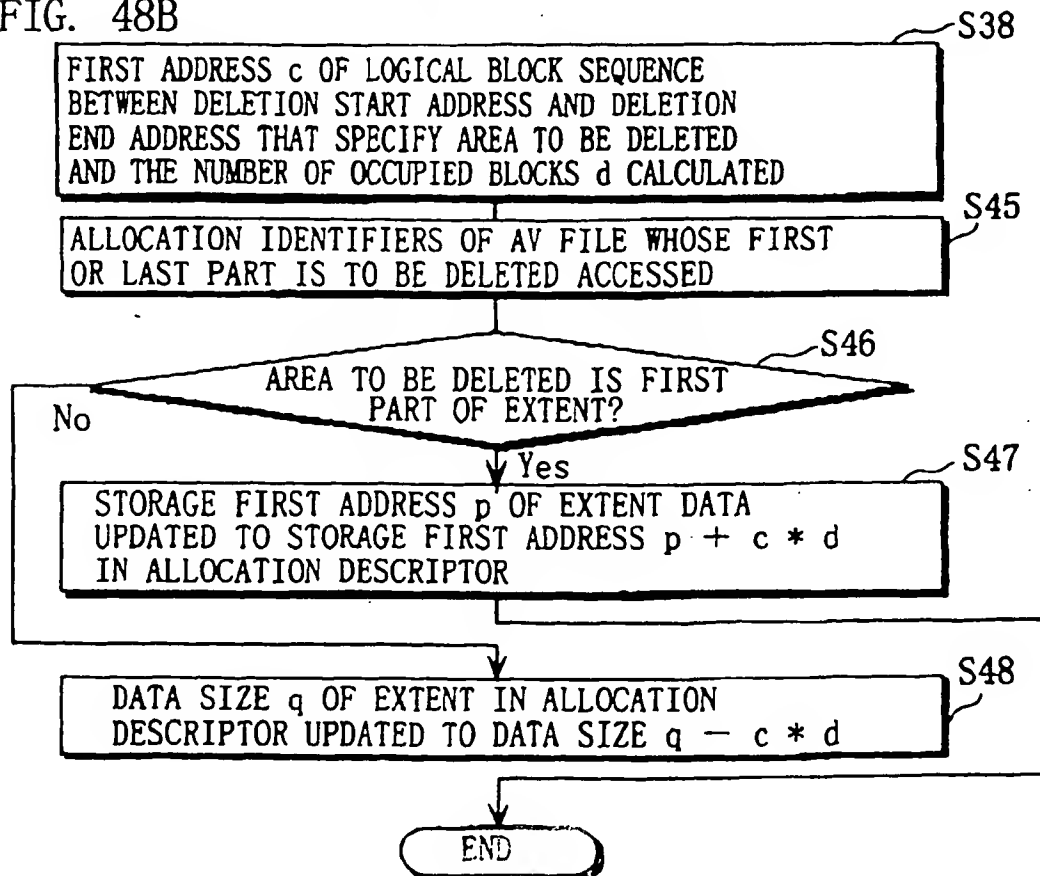 FIG. 48B
S38
FIRST ADDRESS c OF LOGICAL BLOCK SEQUENCE
BETWEEN DELETION START ADDRESS AND DELETION
END ADDRESS THAT SPECIFY AREA TO BE DELETED
AND THE NUMBER OF OCCUPIED BLOCKS d CALCULATED
S45
ALLOCATION IDENTIFIERS OF AV FILE WHOSE FIRST
OR LAST PART IS TO BE DELETED ACCESSED
S46
AREA TO BE DELETED IS FIRST
PART OF EXTENT?
No
Yes
S47
STORAGE FIRST ADDRESS p OF EXTENT DATA
UPDATED TO STORAGE FIRST ADDRESS p + c * d
IN ALLOCATION DESCRIPTOR
S48
DATA SIZE q OF EXTENT IN ALLOCATION
DESCRIPTOR UPDATED TO DATA SIZE q − c * d
END